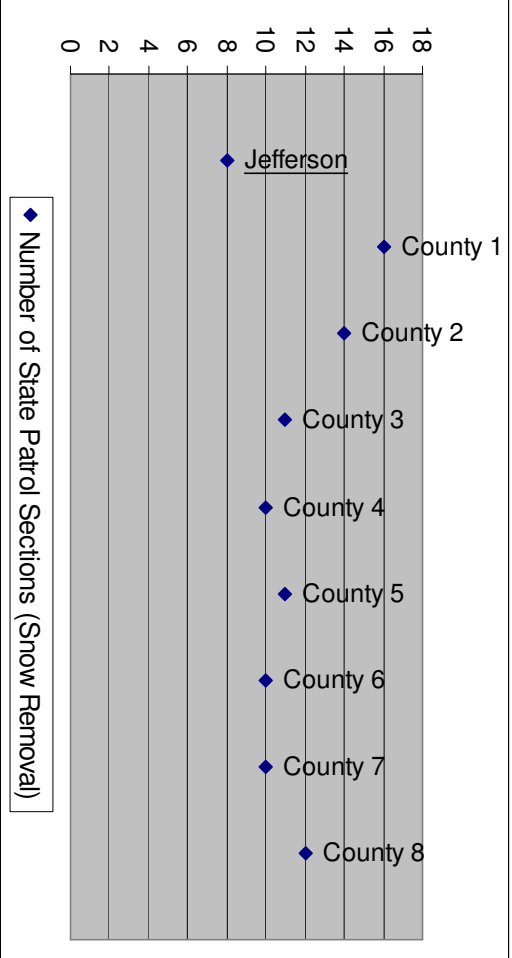 0
2
4
6
8
10
12
14
16
18
Jefferson
County 1
County 2
County 3
County 4
County 5
County 6
County 7
County 8
Number of State Patrol Sections (Snow Removal)